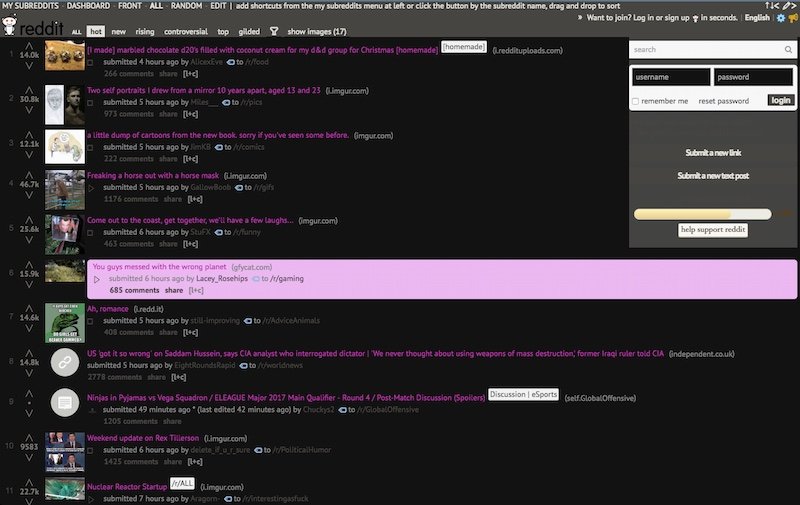 MY SUBREDDITS DASHBOARD - FRONT - ALL - RANDOM - EDIT | add shortcuts from the my subreddits menu at left or click the button by the subreddit name, drag and drop to sort
» Want to join? Log in or sign up in seconds. | English
reddit ALL hot new rising controversial top gilded show images (17)
1 14.0k [I made] marbled chocolate d20's filled with coconut cream for my d&d group for Christmas [homemade] [homemade] (i.reddituploads.com)
submitted 4 hours ago by AlicexEve to /r/food
266 comments share [l+c]
2 30.8k Two self portraits I drew from a mirror 10 years apart, aged 13 and 23 (i.imgur.com)
submitted 5 hours ago by Miles__ to /r/pics
973 comments share [l+c]
3 12.1k a little dump of cartoons from the new book. sorry if you've seen some before. (imgur.com)
submitted 5 hours ago by JimKB to /r/comics
222 comments share [l+c]
4 46.7k Freaking a horse out with a horse mask (i.imgur.com)
submitted 5 hours ago by GallowBoob to /r/gifs
1176 comments share [l+c]
5 25.6k Come out to the coast, get together, we'll have a few laughs... (imgur.com)
submitted 5 hours ago by StuFX to /r/funny
463 comments share [l+c]
6 15.9k You guys messed with the wrong planet (gfycat.com)
submitted 6 hours ago by Lacey_Rosehips to /r/gaming
685 comments share [l+c]
7 14.6k Ah, romance (i.redd.it)
submitted 5 hours ago by still-improving to /r/AdviceAnimals
408 comments share [l+c]
8 14.8k US 'got it so wrong' on Saddam Hussein, says CIA analyst who interrogated dictator | 'We never thought about using weapons of mass destruction,' former Iraqi ruler told CIA (independent.co.uk)
submitted 5 hours ago by EightRoundsRapid to /r/worldnews
2778 comments share [l+c]
9 • Ninjas in Pyjamas vs Vega Squadron / ELEAGUE Major 2017 Main Qualifier - Round 4 / Post-Match Discussion (Spoilers) Discussion | eSports (self.GlobalOffensive)
submitted 49 minutes ago * (last edited 42 minutes ago) by Chuckys2 to /r/GlobalOffensive
1205 comments share
10 9583 Weekend update on Rex Tillerson (i.imgur.com)
submitted 6 hours ago by delete_if_u_r_sure to /r/PoliticalHumor
1425 comments share [l+c]
11 22.7k Nuclear Reactor Startup /r/ALL (i.imgur.com)
submitted 7 hours ago by Aragorn- to /r/interestingasfuck
search
username password
remember me reset password login
Submit a new link
Submit a new text post
help support reddit